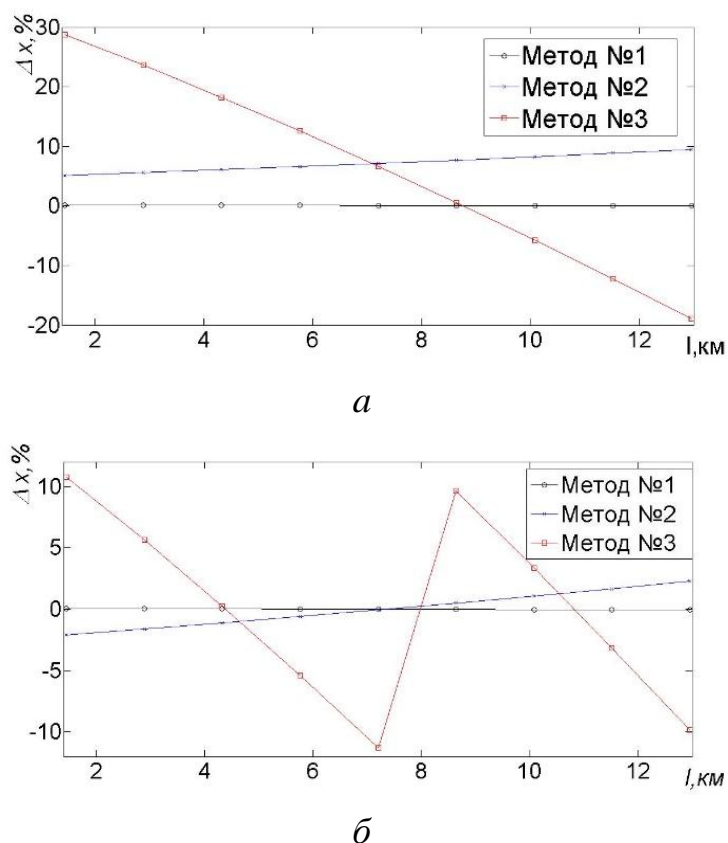 Δx,%
30
20
10
0
-10
-20
Метод №1
Метод №2
Метод №3
2 4 6 8 10 12 l,км
а
Δx,%
10
5
0
-5
-10
Метод №1
Метод №2
Метод №3
2 4 6 8 10 12 l,км
б